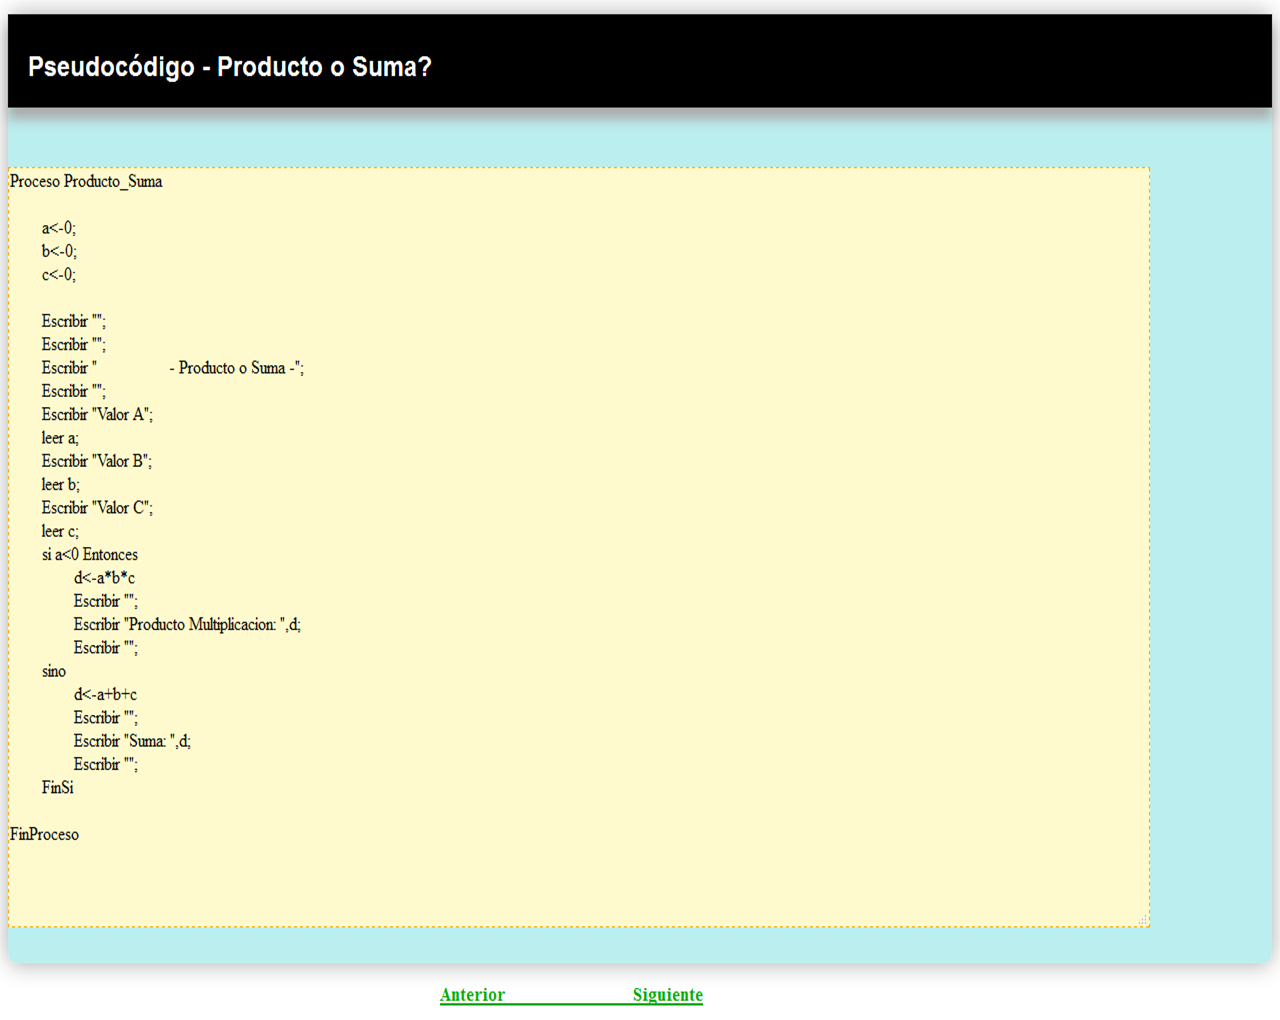 Pseudocódigo - Producto o Suma?
Proceso Producto_Suma
a<-0;
b<-0;
c<-0;
Escribir "";
Escribir "";
Escribir "                  - Producto o Suma -";
Escribir "";
Escribir "Valor A";
leer a;
Escribir "Valor B";
leer b;
Escribir "Valor C";
leer c;
si a<0 Entonces
d<-a*b*c
Escribir "";
Escribir "Producto Multiplicacion: ",d;
Escribir "";
sino
d<-a+b+c
Escribir "";
Escribir "Suma: ",d;
Escribir "";
FinSi
FinProceso
Anterior Siguiente